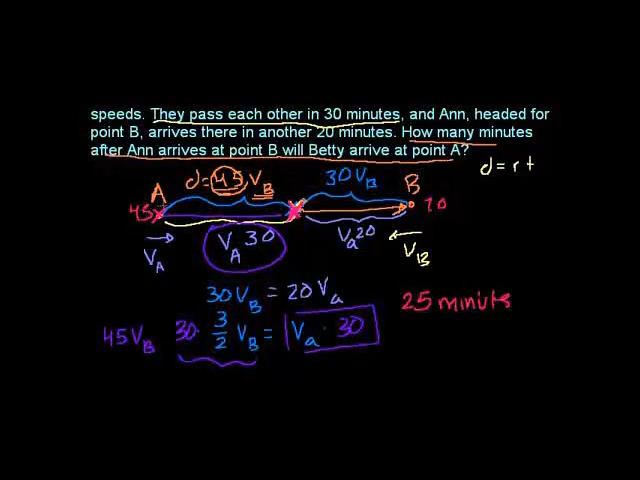 speeds. They pass each other in 30 minutes, and Ann, headed for
point B, arrives there in another 20 minutes. How many minutes
after Ann arrives at point B will Betty arrive at point A?
d = r t
d = 45 V_B
30 V_B
A
B
45
20
V_A 30
V_a 20
V_A
V_B
30 V_B = 20 V_a
25 minutes
45 V_B 30 · 3/2 V_B = V_a · 30